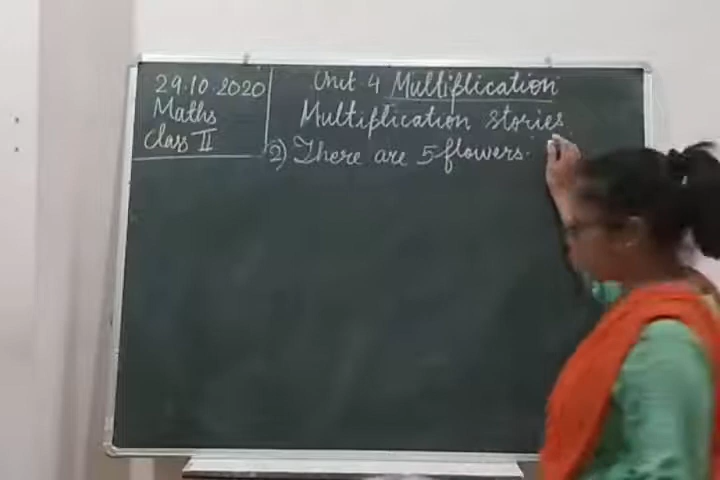 29.10.2020
Maths
Class II
Unit 4 Multiplication
Multiplication stories
2) There are 5 flowers.